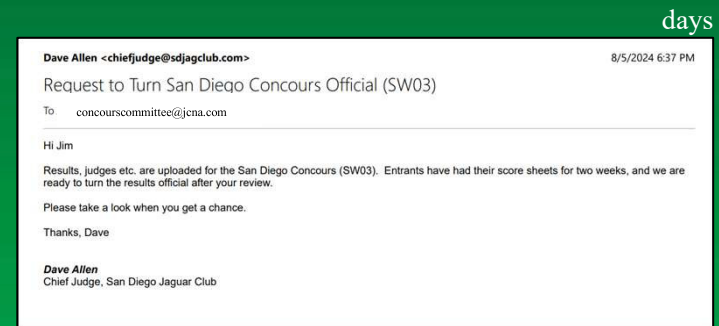 days
Dave Allen <chiefjudge@sdjagclub.com> 8/5/2024 6:37 PM
Request to Turn San Diego Concours Official (SW03)
To concourscommittee@jcna.com
Hi Jim
Results, judges etc. are uploaded for the San Diego Concours (SW03). Entrants have had their score sheets for two weeks, and we are
ready to turn the results official after your review.
Please take a look when you get a chance.
Thanks, Dave
Dave Allen
Chief Judge, San Diego Jaguar Club